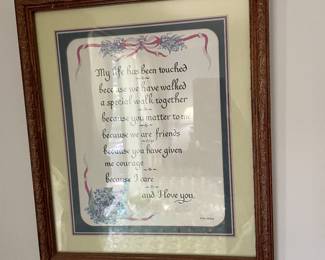 My life has been touched
because we have walked
a special walk together
because you matter to me
because we are friends
because you have given
me courage
because I care
and I love you.